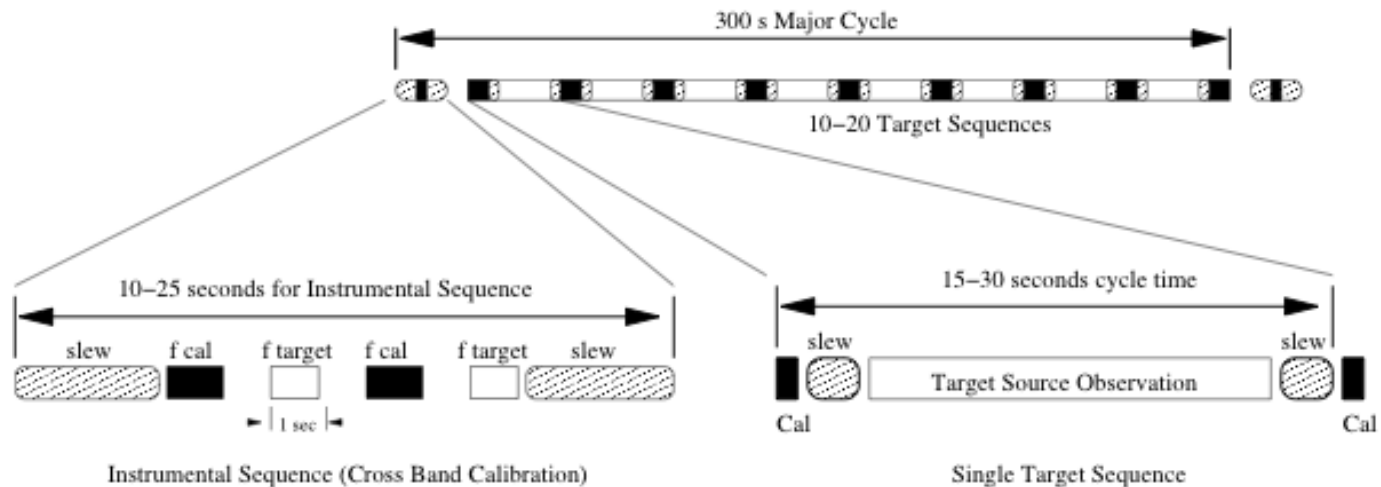 300 s Major Cycle
10−20 Target Sequences
10−25 seconds for Instrumental Sequence
slew f cal f target f cal f target slew
1 sec
Instrumental Sequence (Cross Band Calibration)
15−30 seconds cycle time
slew slew
Target Source Observation
Cal Cal
Single Target Sequence